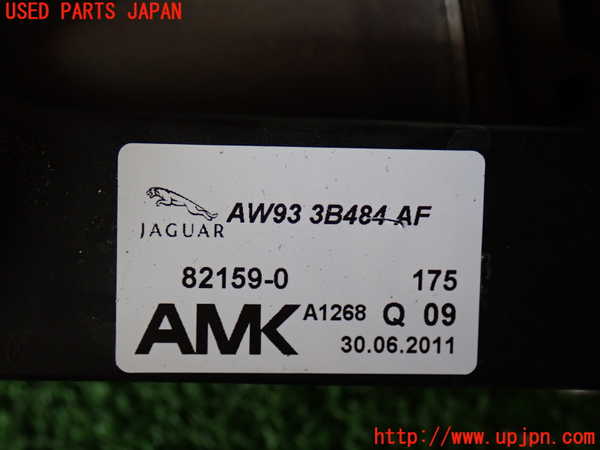 USED PARTS JAPAN
JAGUAR AW93 3B484 AF
82159-0 175
AMK A1268 Q 09
30.06.2011
http://www.upjpn.com/